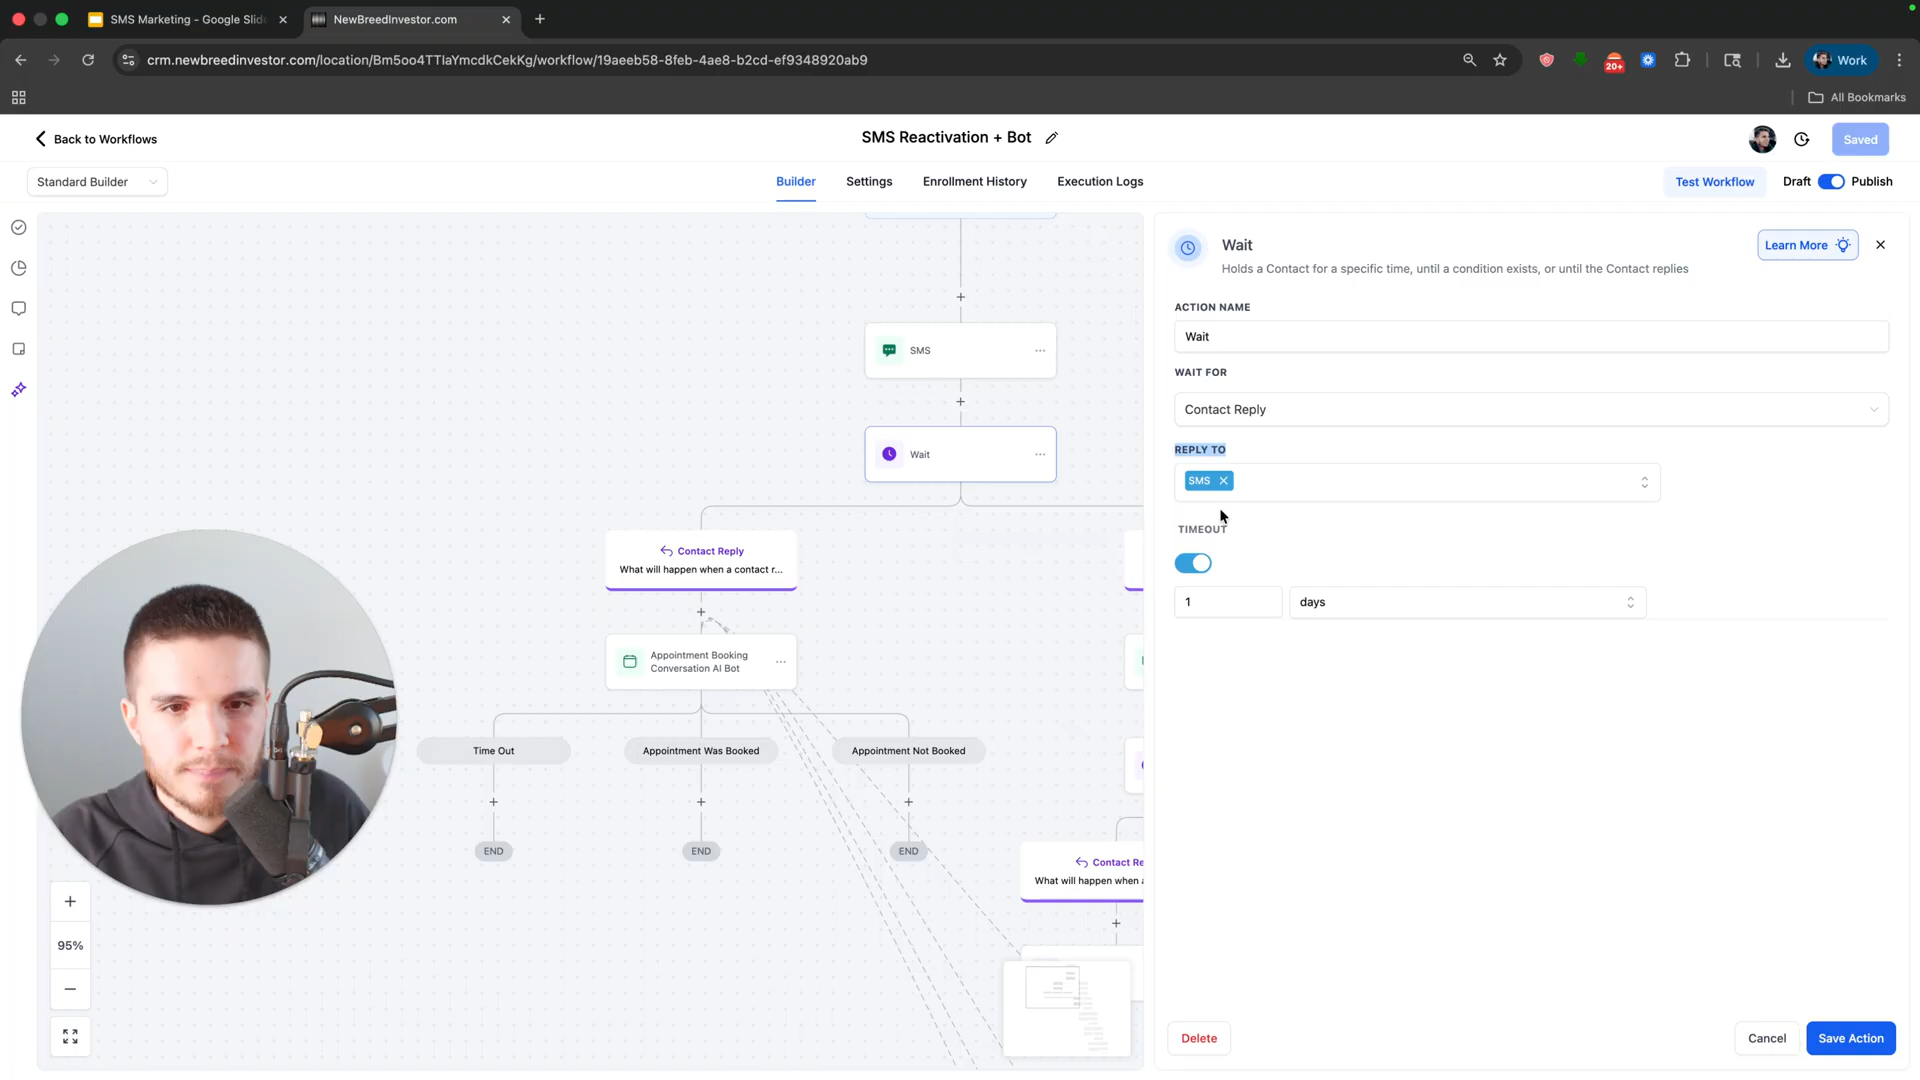 SMS Marketing - Google Slid
NewBreedInvestor.com
crm.newbreedinvestor.com/location/Bm5oo4TTIaYmcdkCekKg/workflow/19aeeb58-8feb-4ae8-b2cd-ef9348920ab9
20+
Work
All Bookmarks
Back to Workflows
SMS Reactivation + Bot
Saved
Standard Builder
Builder
Settings
Enrollment History
Execution Logs
Test Workflow
Draft
Publish
SMS
Wait
Contact Reply
What will happen when a contact r...
Appointment Booking
Conversation AI Bot
Time Out
Appointment Was Booked
Appointment Not Booked
END
END
END
Contact Re
What will happen when a
95%
Wait
Learn More
Holds a Contact for a specific time, until a condition exists, or until the Contact replies
ACTION NAME
Wait
WAIT FOR
Contact Reply
REPLY TO
SMS
TIMEOUT
1
days
Delete
Cancel
Save Action